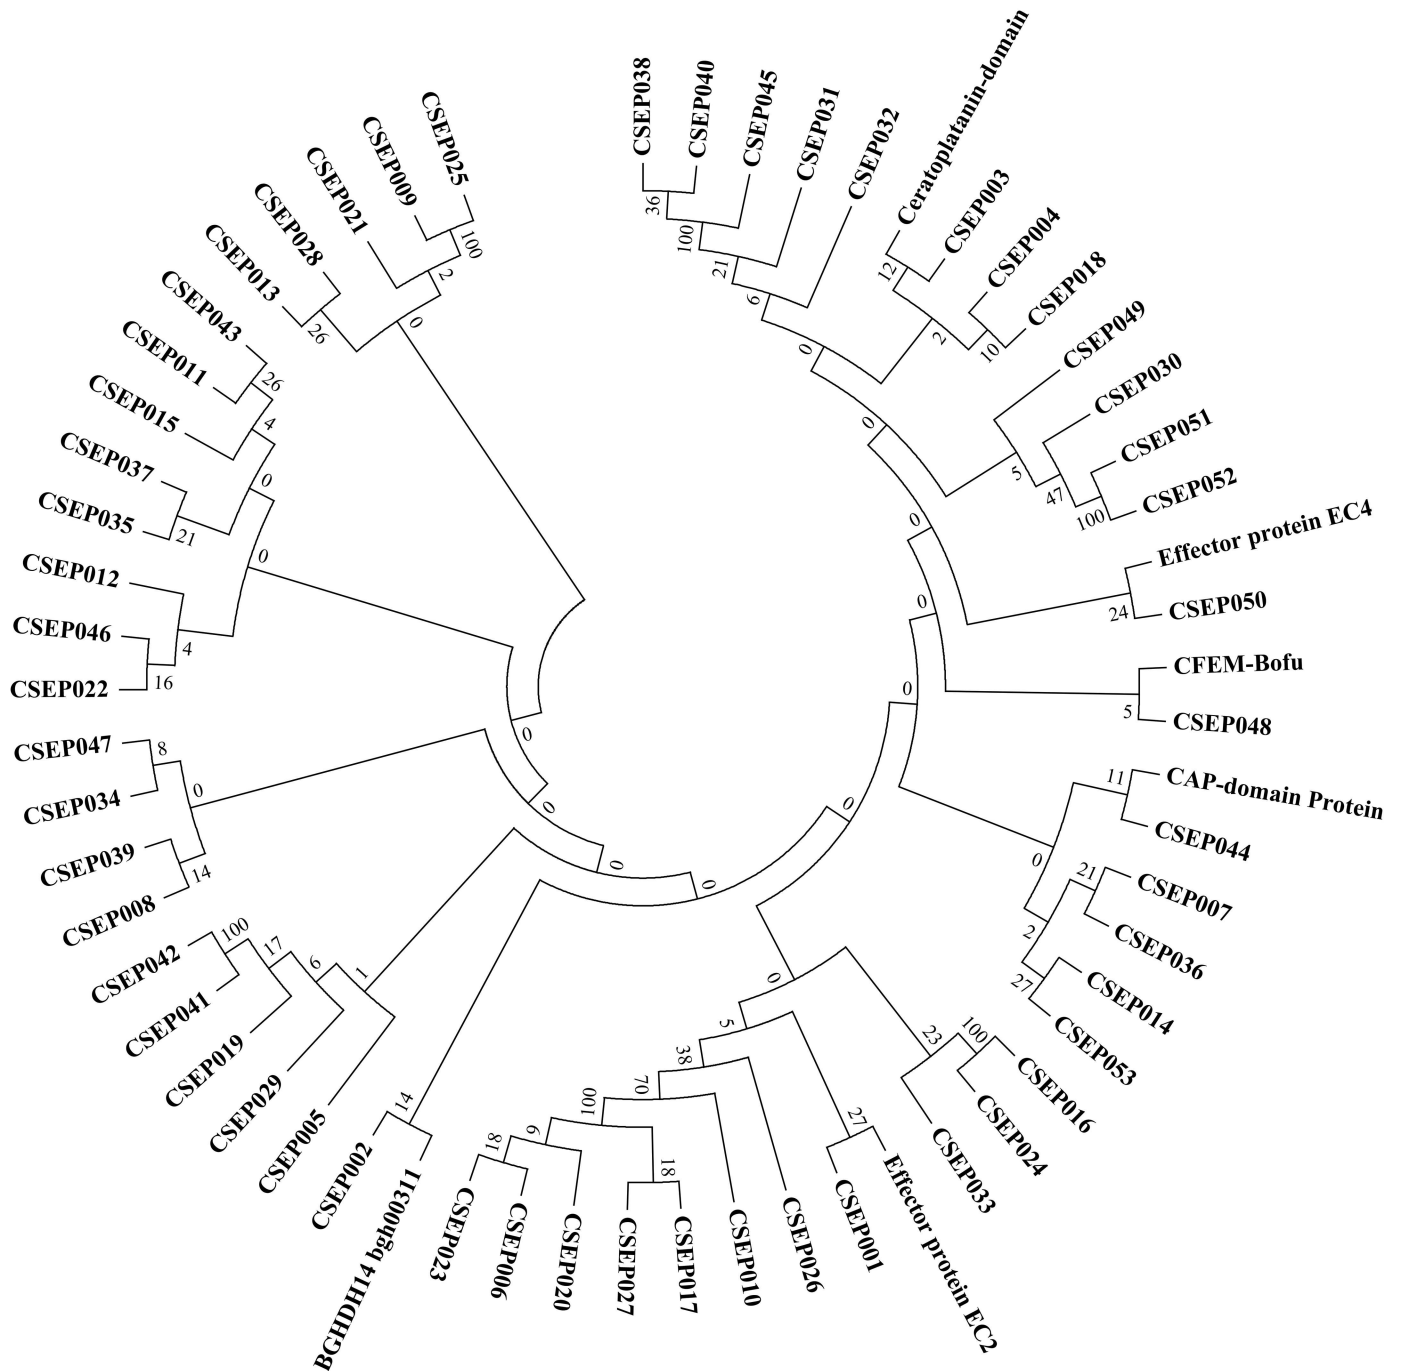 CSEP038
CSEP040
CSEP045
CSEP031
CSEP032
Ceratoplatanin-domain
CSEP003
CSEP004
CSEP018
CSEP049
CSEP030
CSEP051
CSEP052
Effector protein EC4
CSEP050
CFEM-Bofu
CSEP048
CAP-domain Protein
CSEP044
CSEP007
CSEP036
CSEP014
CSEP053
CSEP016
CSEP024
CSEP033
Effector protein EC2
CSEP001
CSEP026
CSEP010
CSEP017
CSEP027
CSEP020
CSEP006
CSEP023
BGHDH14 bgh00311
CSEP002
CSEP005
CSEP029
CSEP019
CSEP041
CSEP042
CSEP008
CSEP039
CSEP034
CSEP047
CSEP022
CSEP046
CSEP012
CSEP035
CSEP037
CSEP015
CSEP011
CSEP043
CSEP013
CSEP028
CSEP021
CSEP009
CSEP025
36
100
21
6
0
12
2
10
0
5
47
100
0
24
0
5
0
11
0
21
2
27
0
0
23
100
5
27
38
70
100
18
9
18
0
14
0
1
6
17
100
0
0
8
14
0
0
4
16
0
21
4
26
0
26
2
100